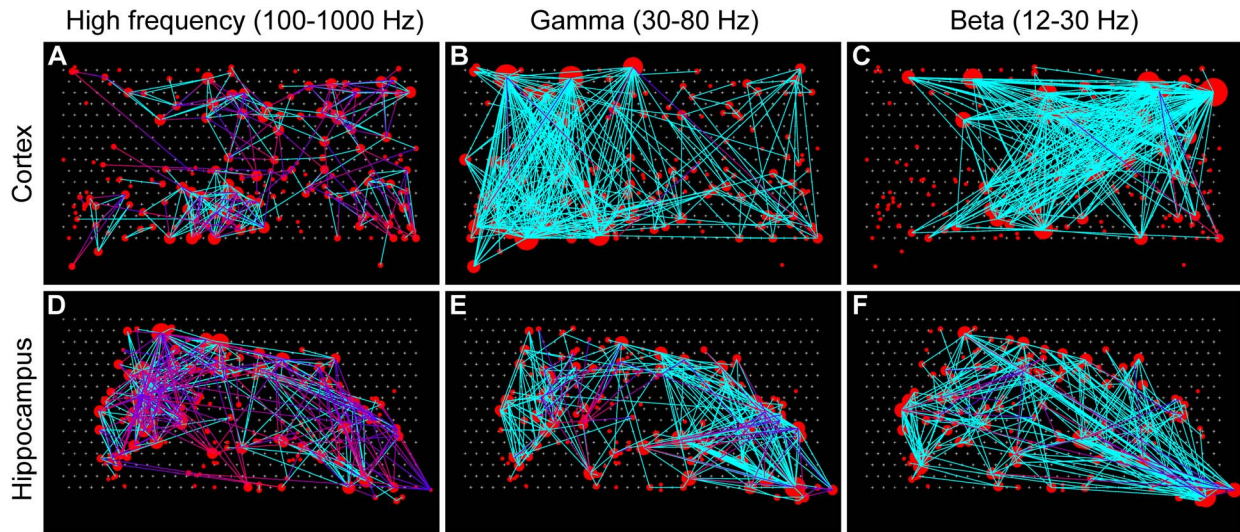 High frequency (100-1000 Hz) Gamma (30-80 Hz) Beta (12-30 Hz)
Cortex
A B C
Hippocampus
D E F